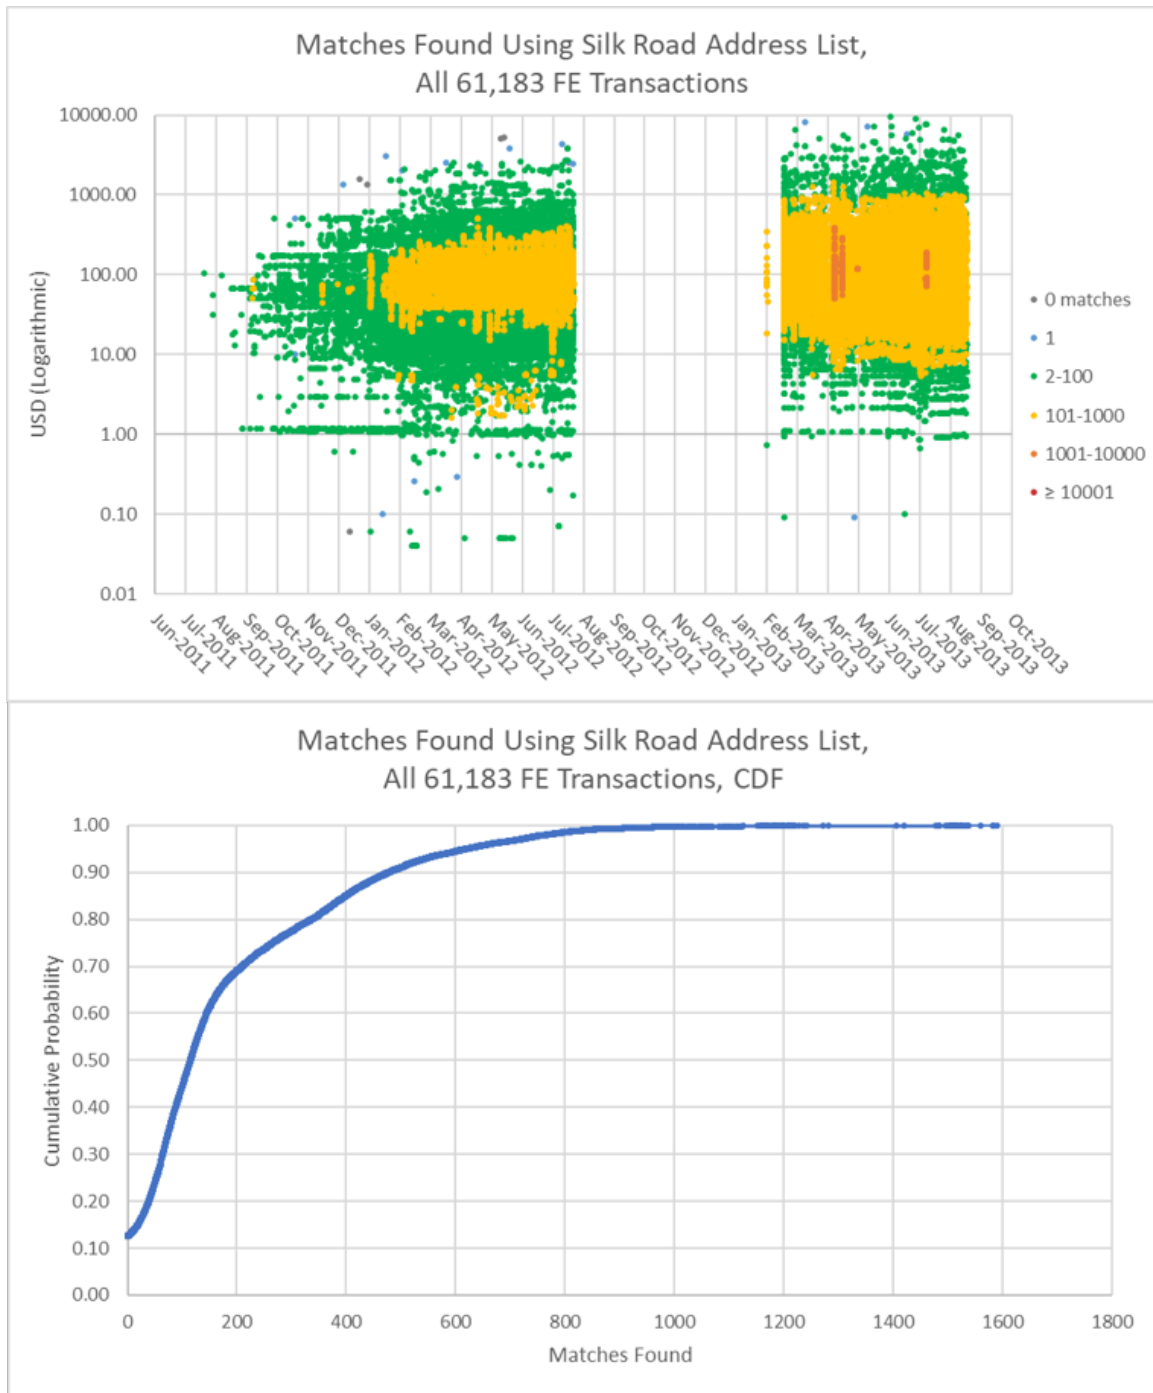 Matches Found Using Silk Road Address List,
All 61,183 FE Transactions
10000.00
1000.00
100.00
10.00
1.00
0.10
0.01
USD (Logarithmic)
Jun-2011
Jul-2011
Aug-2011
Sep-2011
Oct-2011
Nov-2011
Dec-2011
Jan-2012
Feb-2012
Mar-2012
Apr-2012
May-2012
Jun-2012
Jul-2012
Aug-2012
Sep-2012
Oct-2012
Nov-2012
Dec-2012
Jan-2013
Feb-2013
Mar-2013
Apr-2013
May-2013
Jun-2013
Jul-2013
Aug-2013
Sep-2013
Oct-2013
0 matches
1
2-100
101-1000
1001-10000
≥ 10001
Matches Found Using Silk Road Address List,
All 61,183 FE Transactions, CDF
1.00
0.90
0.80
0.70
0.60
0.50
0.40
0.30
0.20
0.10
0.00
Cumulative Probability
0 200 400 600 800 1000 1200 1400 1600 1800
Matches Found